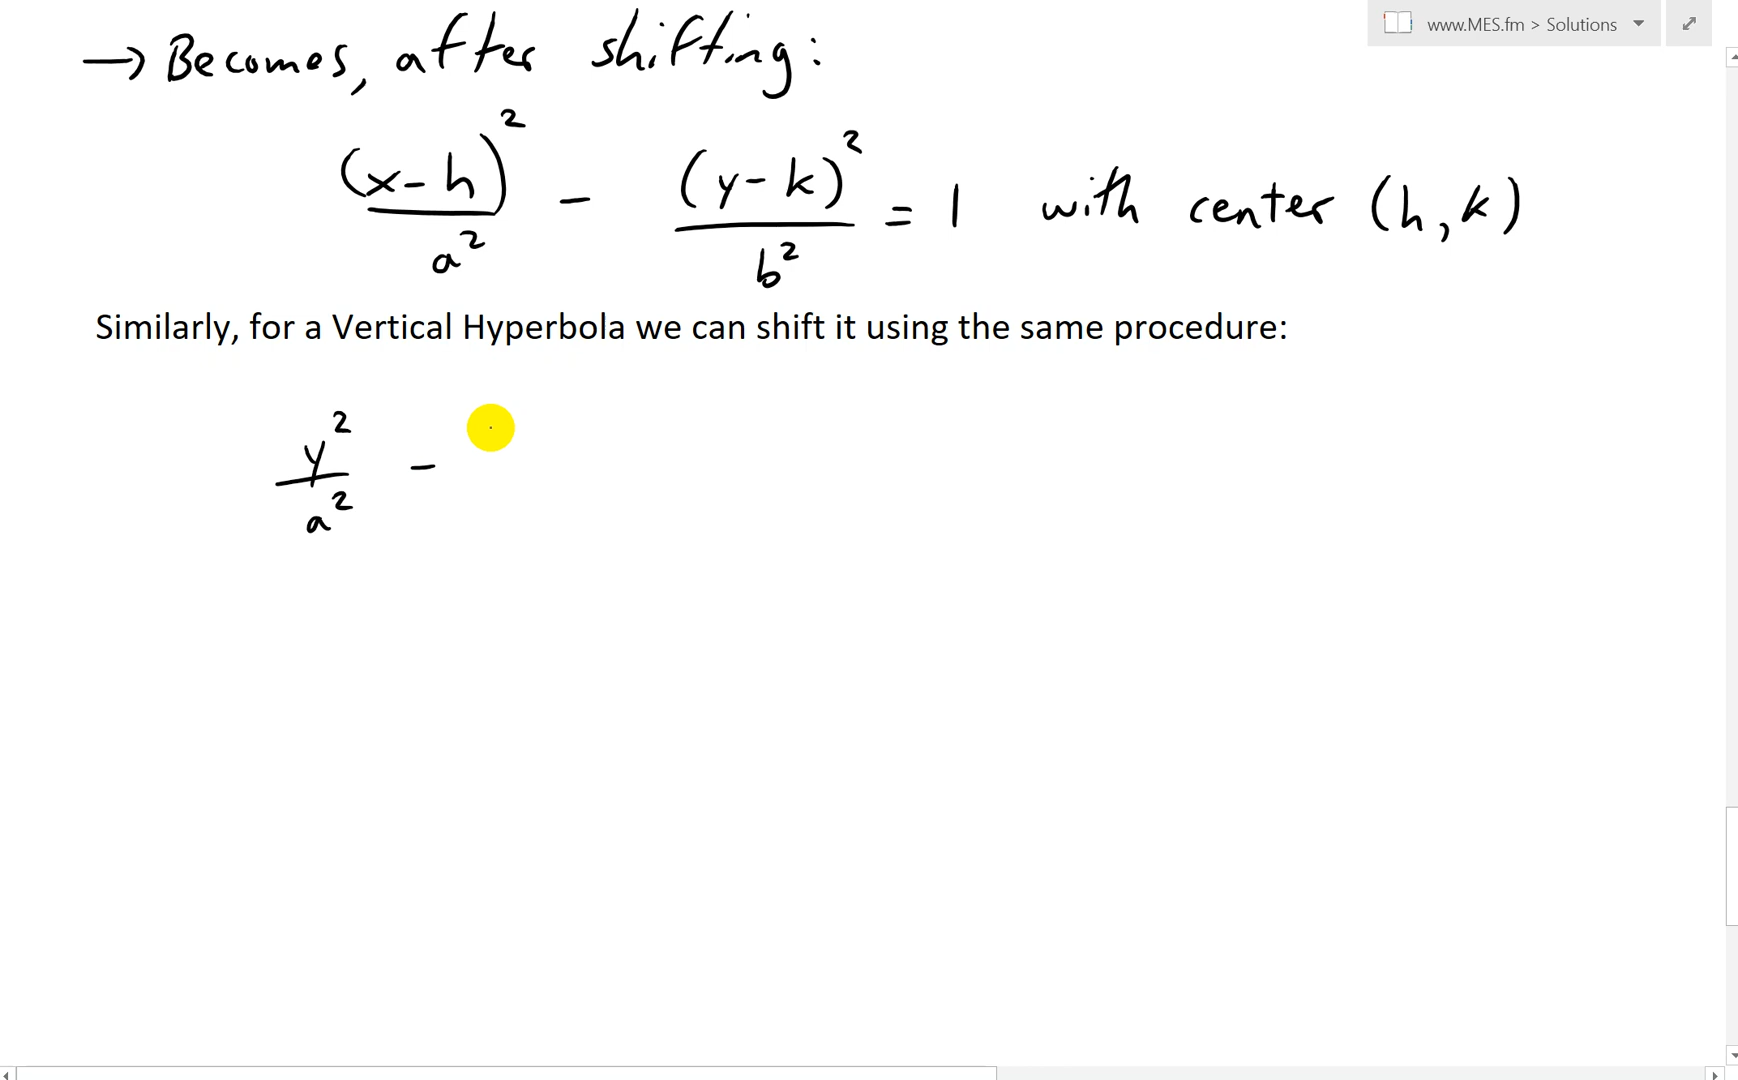 www.MES.fm > Solutions
→ Becomes, after shifting:
(x-h)²/a² - (y-k)²/b² = 1 with center (h, k)
Similarly, for a Vertical Hyperbola we can shift it using the same procedure:
y²/a² -